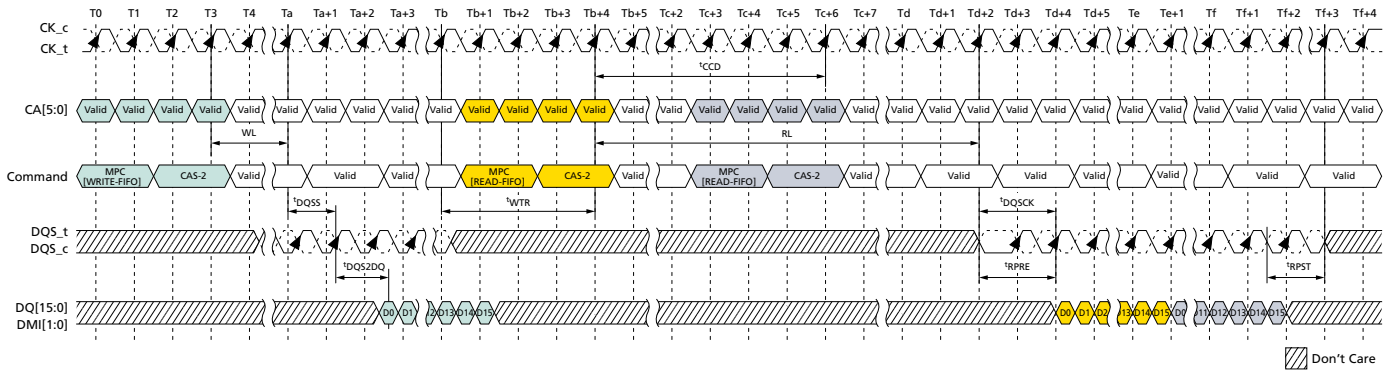 T0 T1 T2 T3 Ta Ta+1 Ta+2 Ta+3 Tb Tb+1 Tb+2 Tb+3 Tb+4 Tb+5 Tc+2 Tc+3 Tc+4 Tc+5 Tc+6 Tc+7 Td Td+1 Td+2 Td+3 Td+4 Td+5 Te Te+1 Tf Tf+1 Tf+2 Tf+3 Tf+4
CK_c
CK_t
tCCD
CA[5:0] Valid Valid Valid Valid Valid Valid Valid Valid Valid Valid Valid Valid Valid Valid Valid Valid Valid Valid Valid Valid Valid Valid Valid Valid Valid Valid Valid Valid Valid Valid Valid Valid Valid
WL RL
Command MPC [WRITE-FIFO] CAS-2 Valid Valid Valid MPC [READ-FIFO] CAS-2 Valid MPC [READ-FIFO] CAS-2 Valid Valid Valid Valid Valid Valid Valid
tDQSS tWTR tDQSCK
DQS_t
DQS_c
tDQS2DQ tRPRE tRPST
DQ[15:0] D0 D1 D13 D14 D15 D0 D1 D2 D14 D15 D0 D12 D13 D14 D15
DMI[1:0]
Don't Care